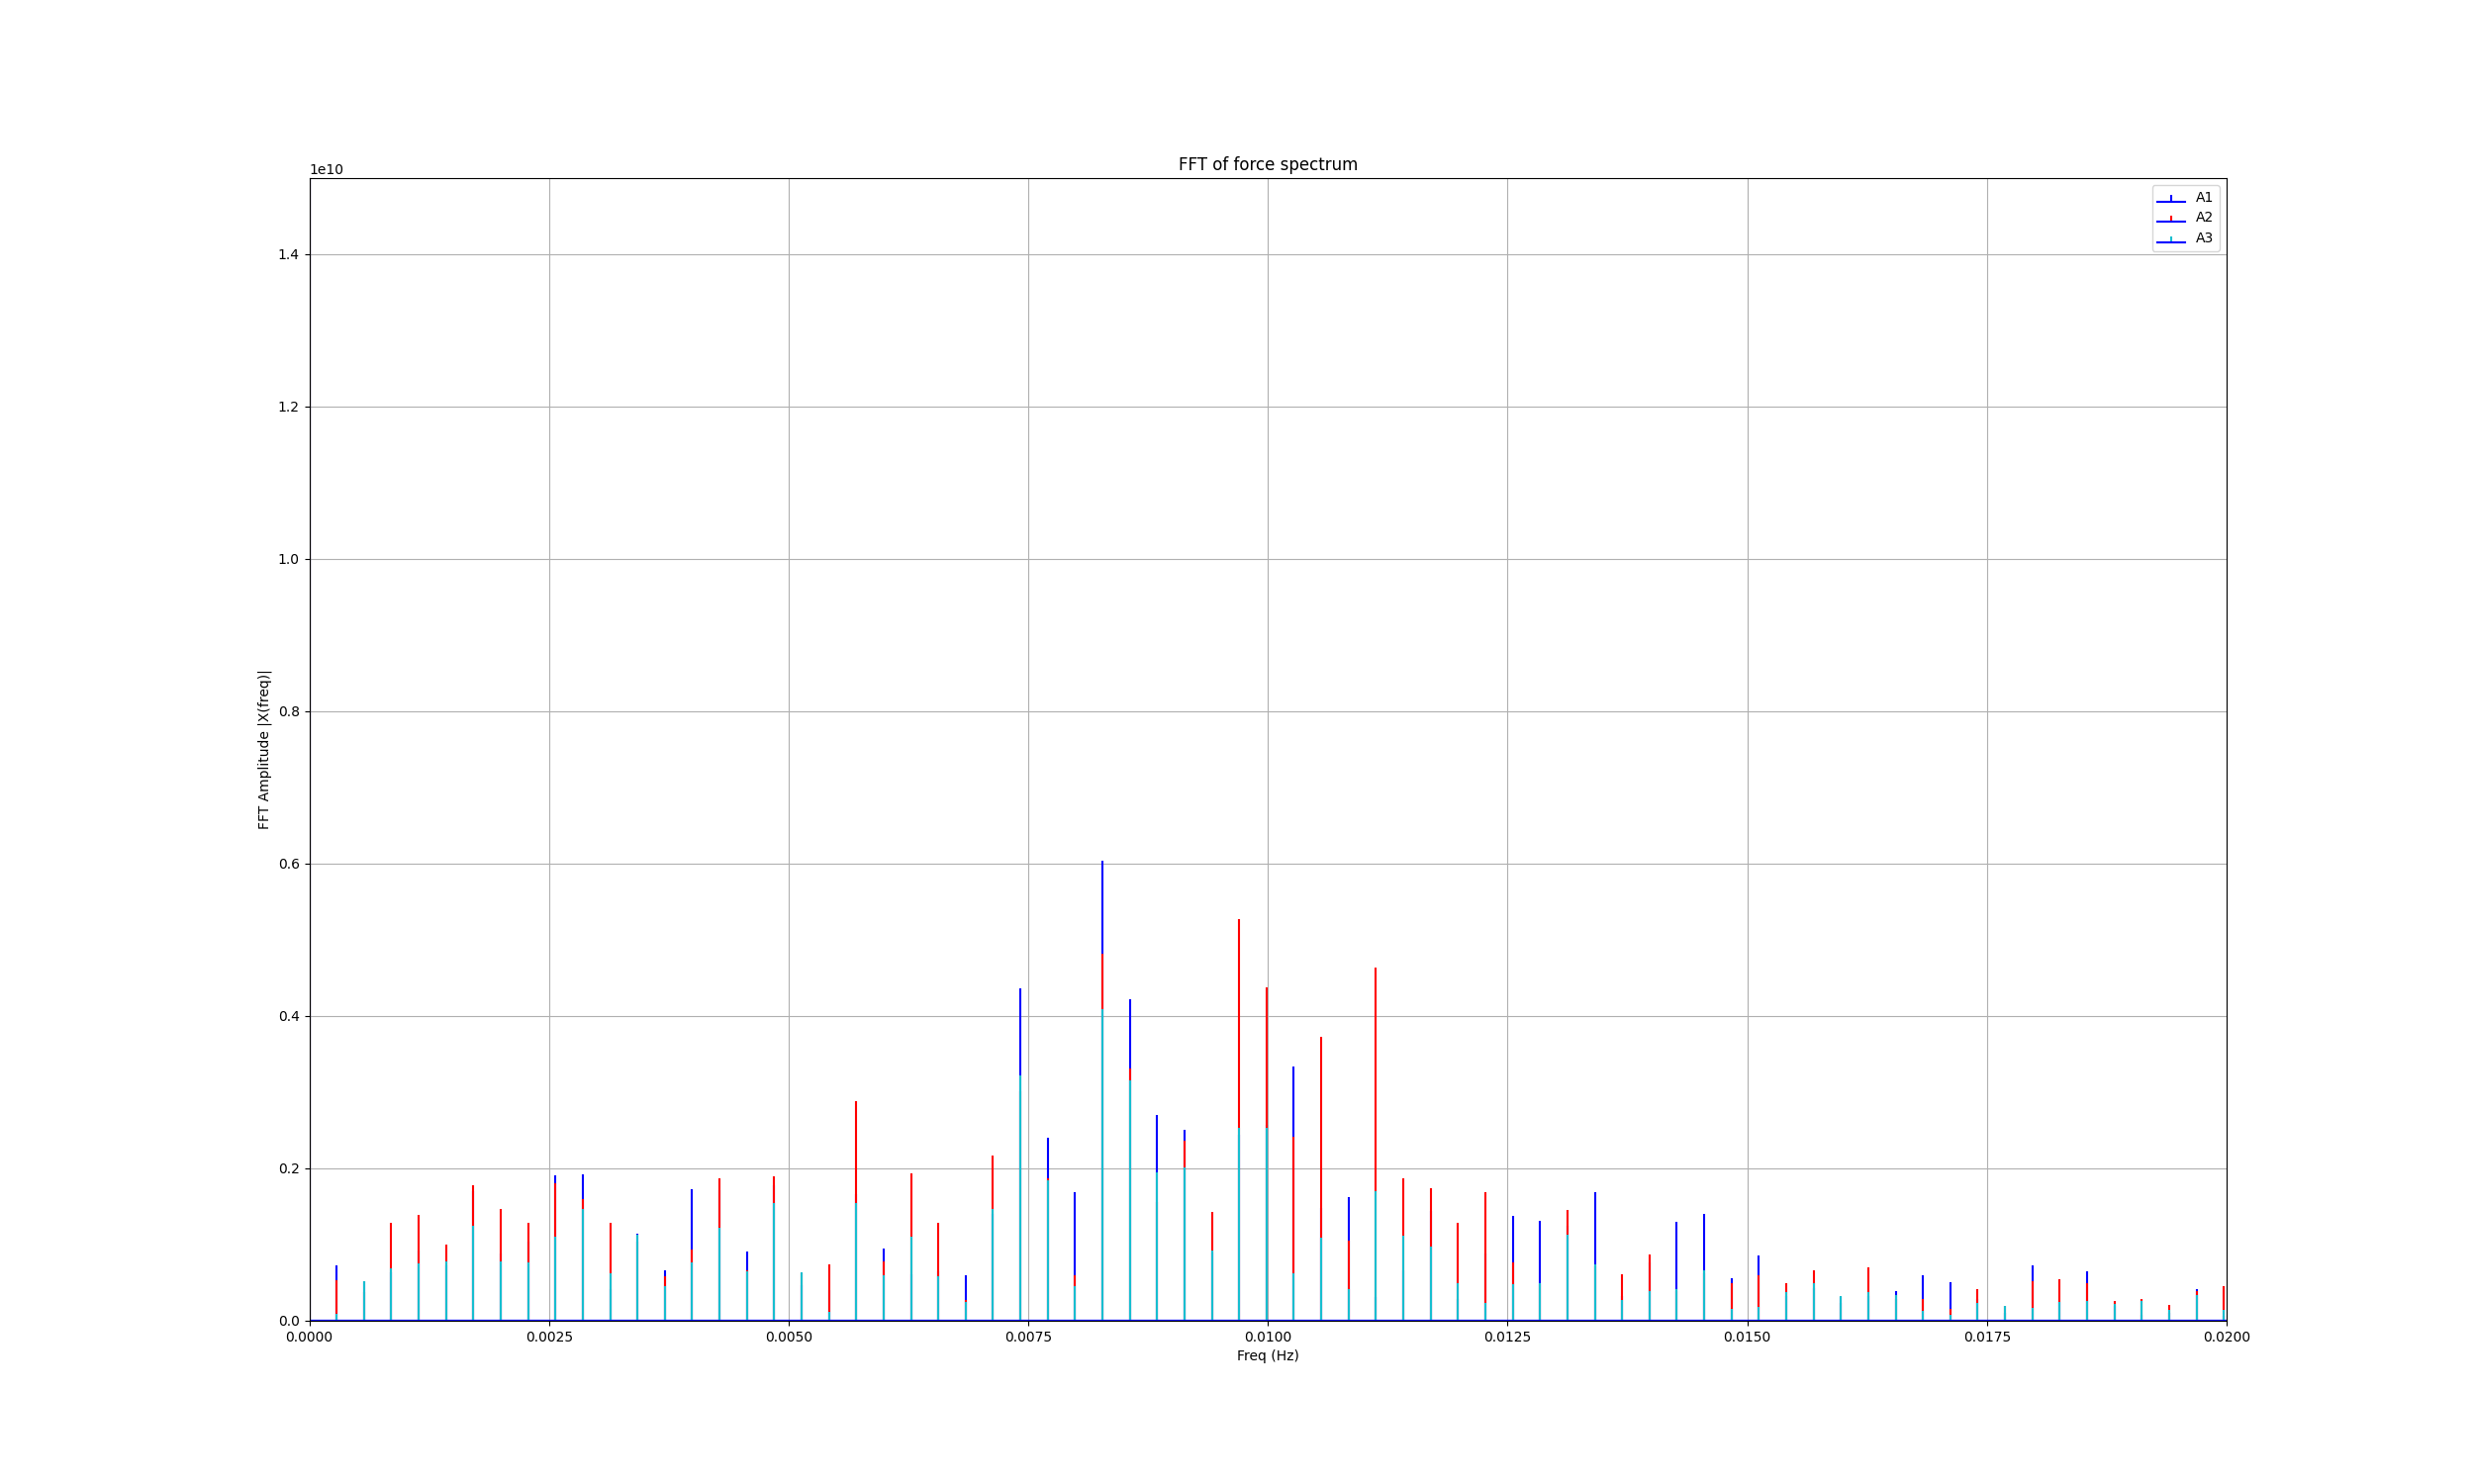 FFT of force spectrum
1e10
A1
A2
A3
1.4
1.2
1.0
0.8
0.6
0.4
0.2
0.0
FFT Amplitude |X(freq)|
0.0000 0.0025 0.0050 0.0075 0.0100 0.0125 0.0150 0.0175 0.0200
Freq (Hz)